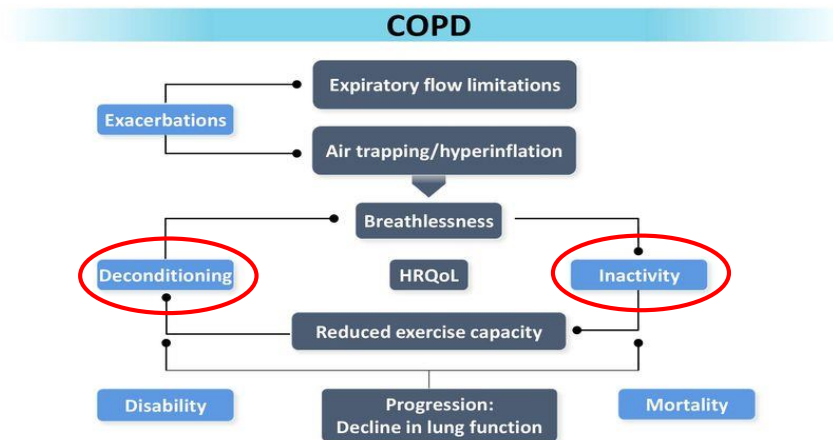 COPD
Expiratory flow limitations
Exacerbations
Air trapping/hyperinflation
Breathlessness
Deconditioning
HRQoL
Inactivity
Reduced exercise capacity
Disability
Progression:
Decline in lung function
Mortality